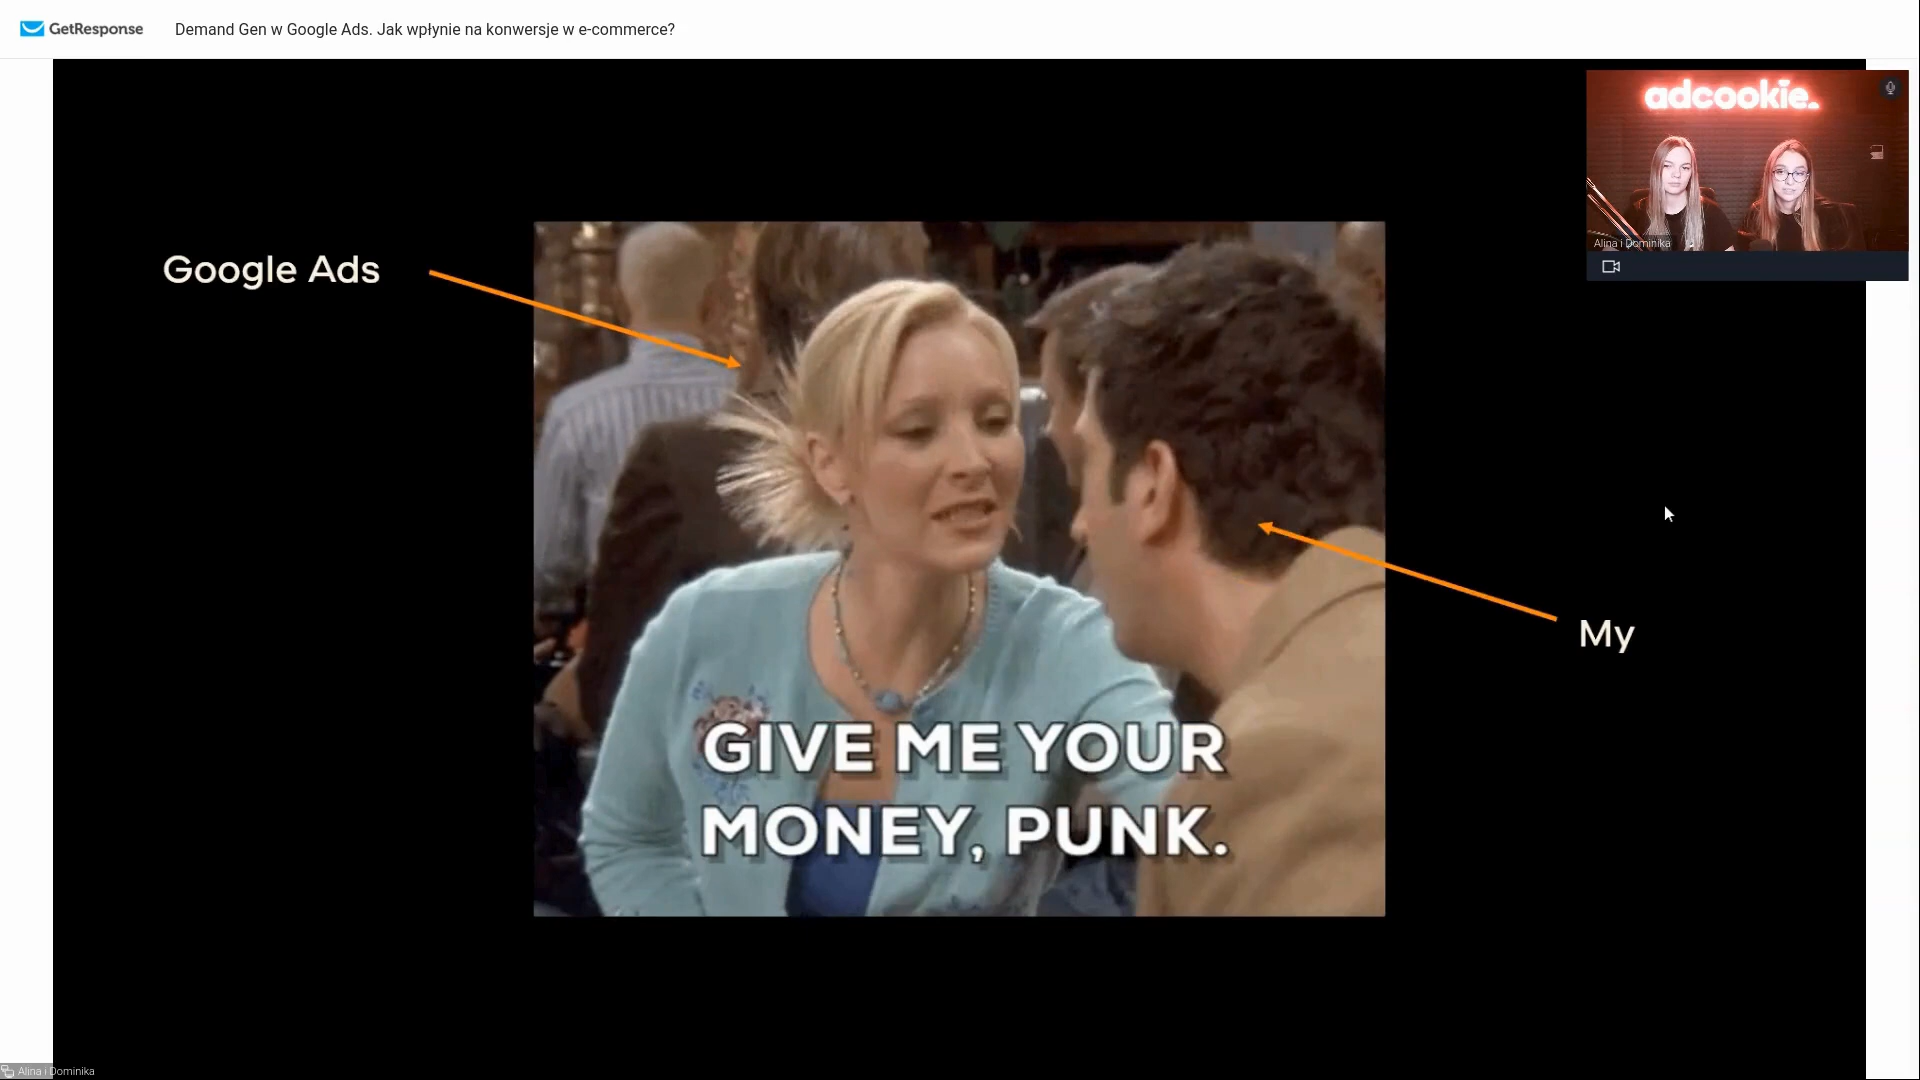 GetResponse
Demand Gen w Google Ads. Jak wpłynie na konwersje w e-commerce?
adcookie.
Alina i Dominika
Google Ads
My
GIVE ME YOUR
MONEY, PUNK.
Alina i Dominika